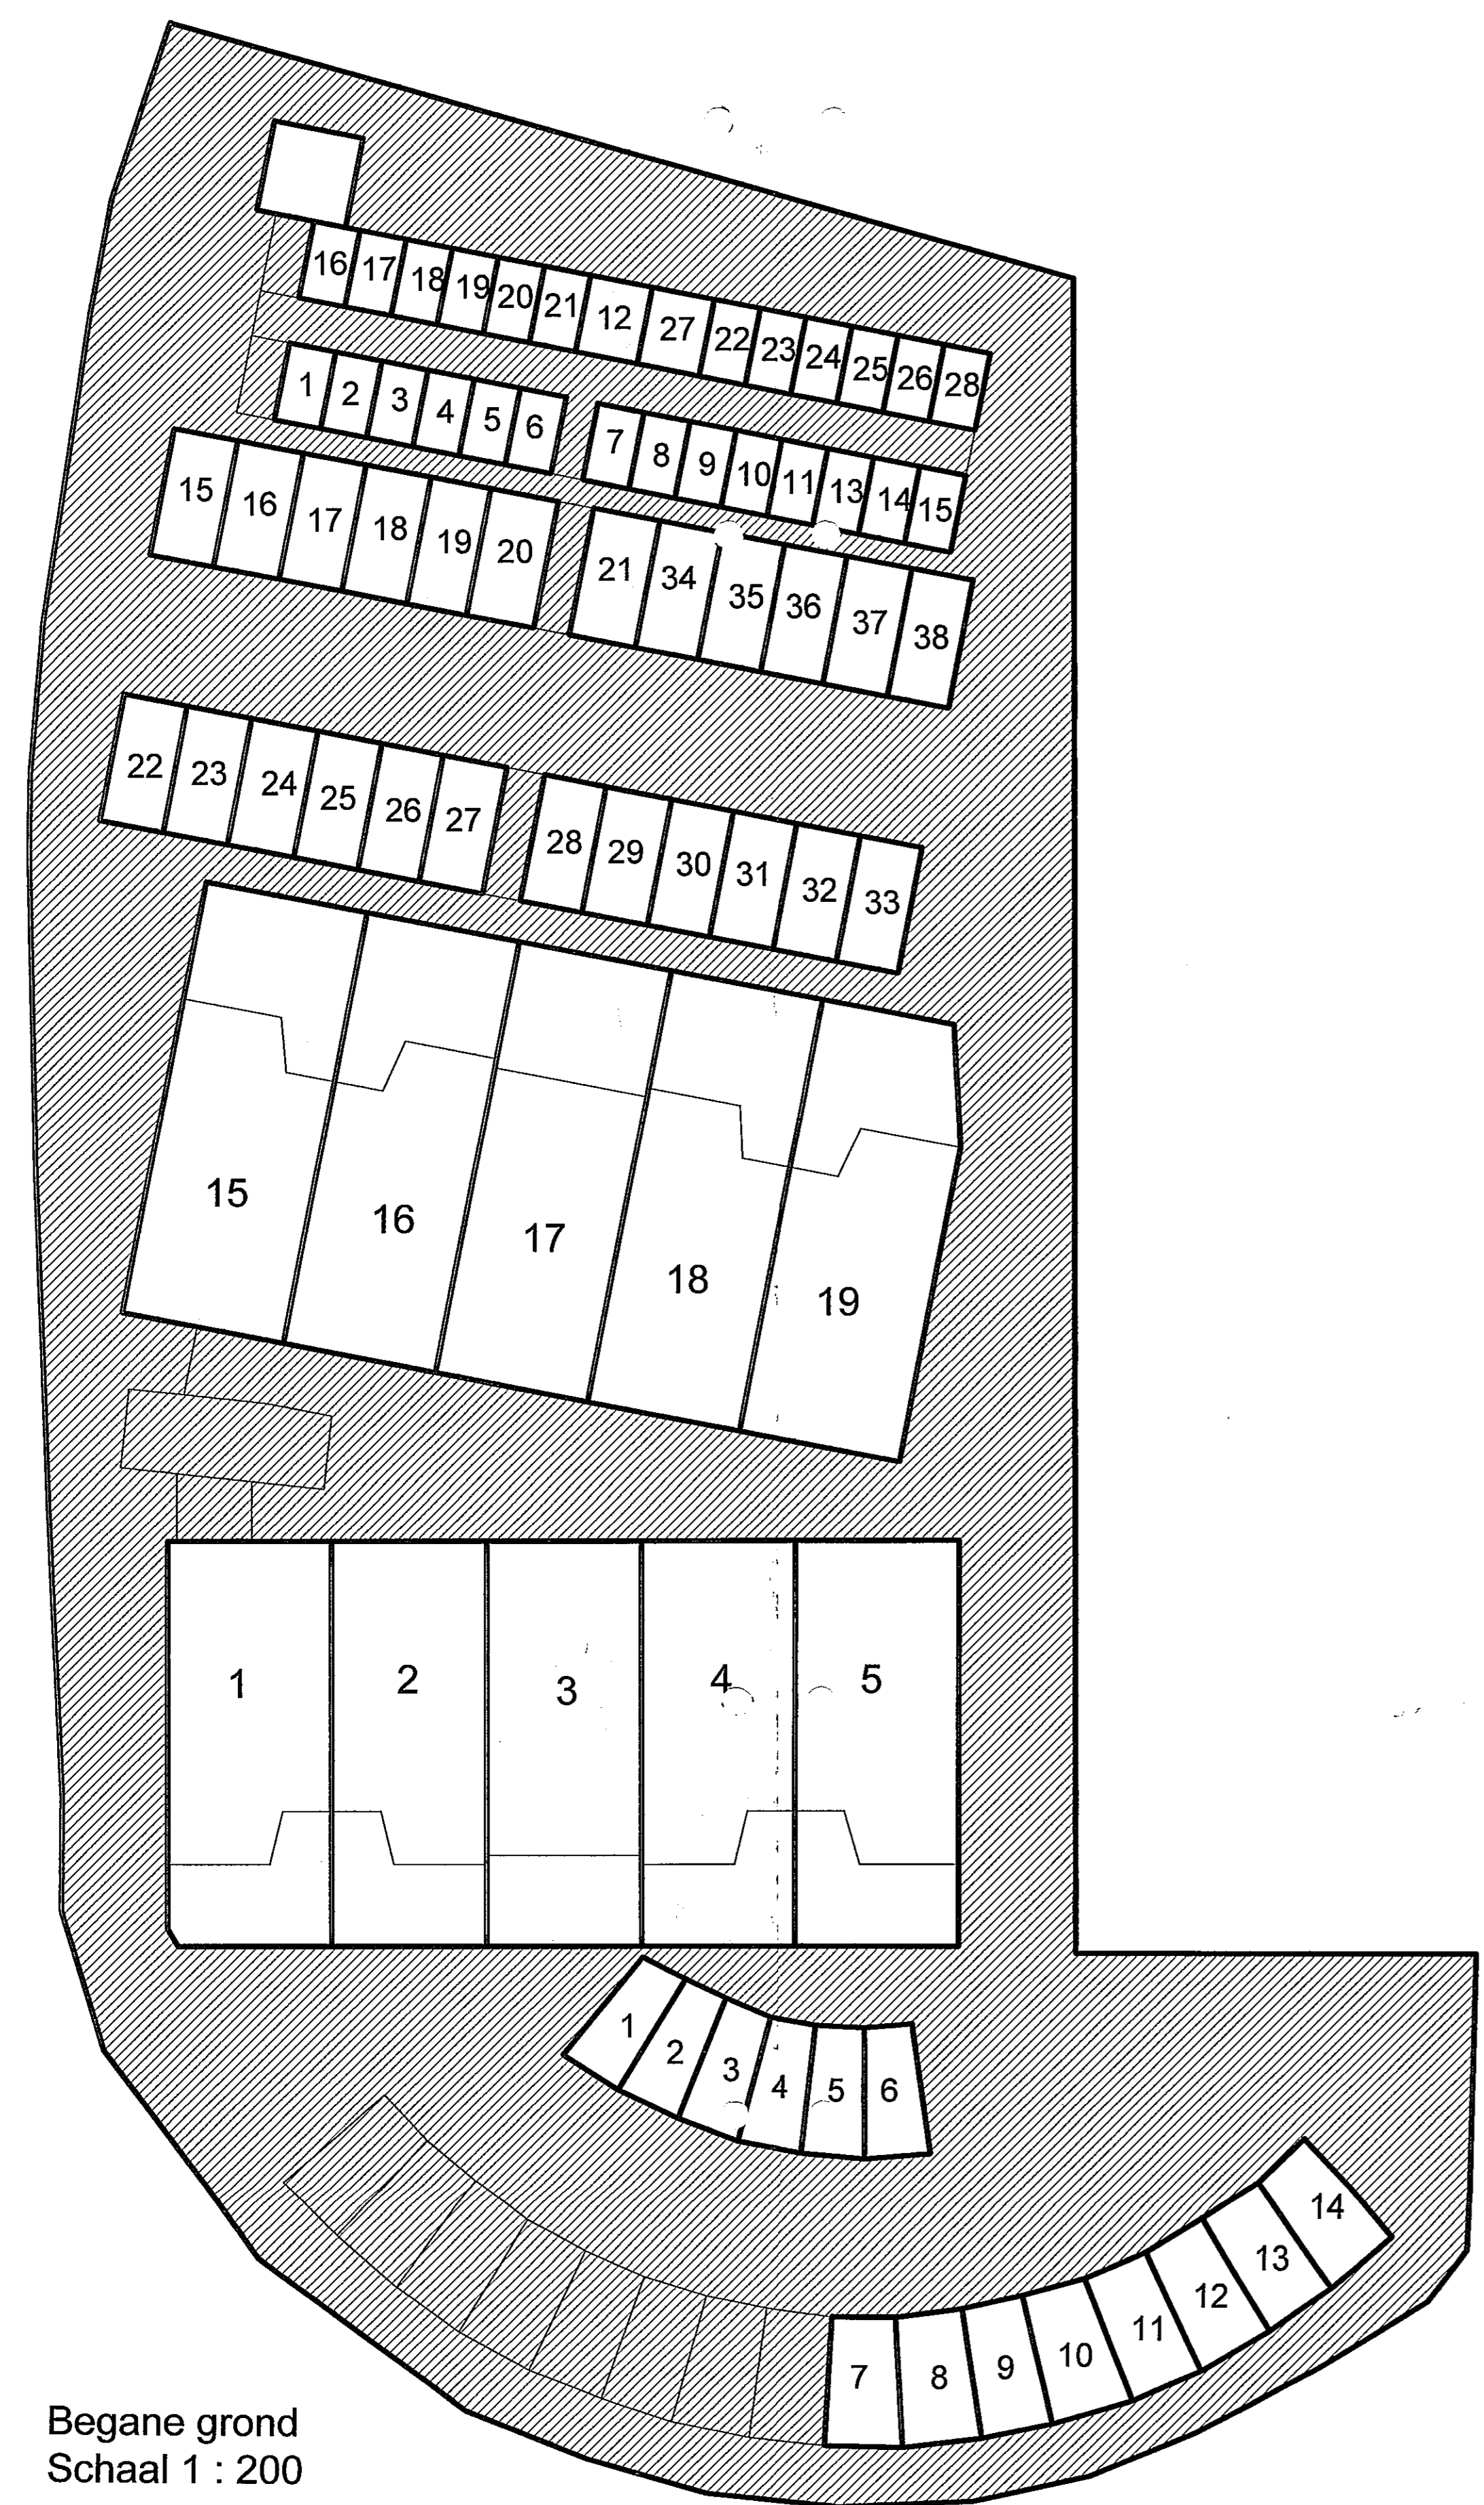 16 17 18 19 20 21 12 27 22 23 24 25 26 28
1 2 3 4 5 6 7 8 9 10 11 13 14 15
15 16 17 18 19 20 21 34 35 36 37 38
22 23 24 25 26 27 28 29 30 31 32 33
15 16 17 18 19
1 2 3 4 5
1 2 3 4 5 6
7 8 9 10 11 12 13 14
Begane grond
Schaal 1 : 200